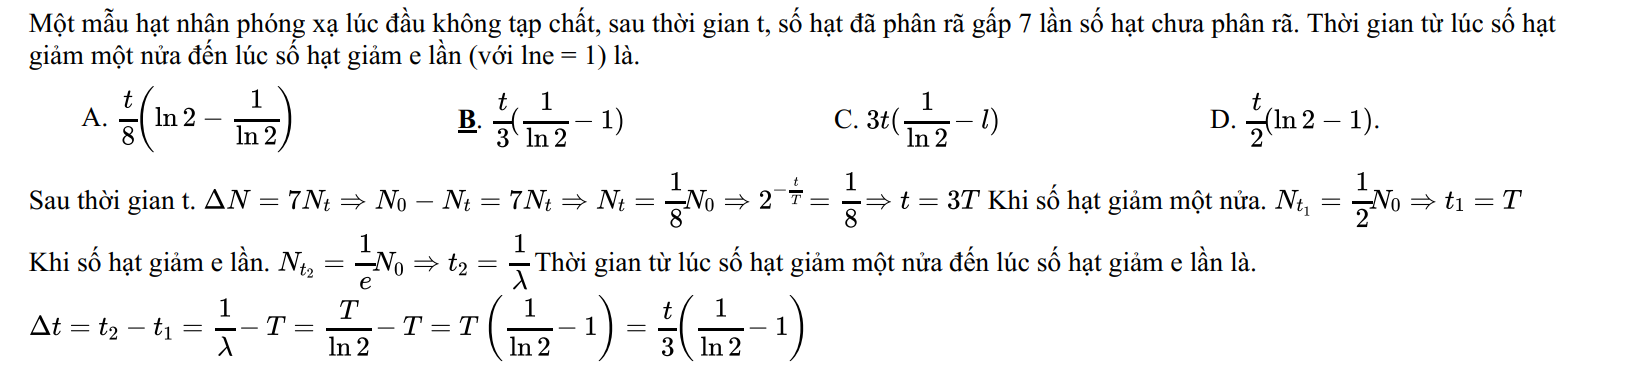 Một mẫu hạt nhân phóng xạ lúc đầu không tạp chất, sau thời gian t, số hạt đã phân rã gấp 7 lần số hạt chưa phân rã. Thời gian từ lúc số hạt
giảm một nửa đến lúc số hạt giảm e lần (với lne = 1) là.
A. $\frac{t}{8}\left(\ln 2 - \frac{1}{\ln 2}\right)$ B. $\frac{t}{3}(\frac{1}{\ln 2} - 1)$ C. $3t(\frac{1}{\ln 2} - l)$ D. $\frac{t}{2}(\ln 2 - 1)$.
Sau thời gian t. $\Delta N = 7N_t \Rightarrow N_0 - N_t = 7N_t \Rightarrow N_t = \frac{1}{8}N_0 \Rightarrow 2^{-\frac{t}{T}} = \frac{1}{8} \Rightarrow t = 3T$ Khi số hạt giảm một nửa. $N_{t_1} = \frac{1}{2}N_0 \Rightarrow t_1 = T$
Khi số hạt giảm e lần. $N_{t_2} = \frac{1}{e}N_0 \Rightarrow t_2 = \frac{1}{\lambda}$ Thời gian từ lúc số hạt giảm một nửa đến lúc số hạt giảm e lần là.
$\Delta t = t_2 - t_1 = \frac{1}{\lambda} - T = \frac{T}{\ln 2} - T = T\left(\frac{1}{\ln 2} - 1\right) = \frac{t}{3}\left(\frac{1}{\ln 2} - 1\right)$